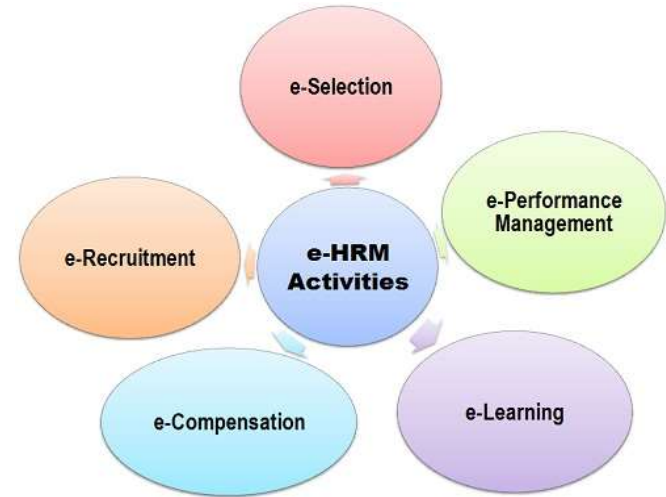 e-Selection
e-Performance
Management
e-Recruitment
e-HRM
Activities
e-Compensation
e-Learning